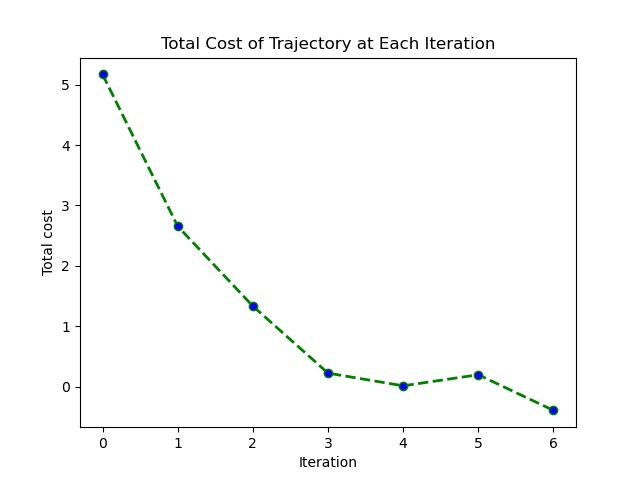 Total Cost of Trajectory at Each Iteration
5
4
3
2
1
0
Total cost
0 1 2 3 4 5 6
Iteration